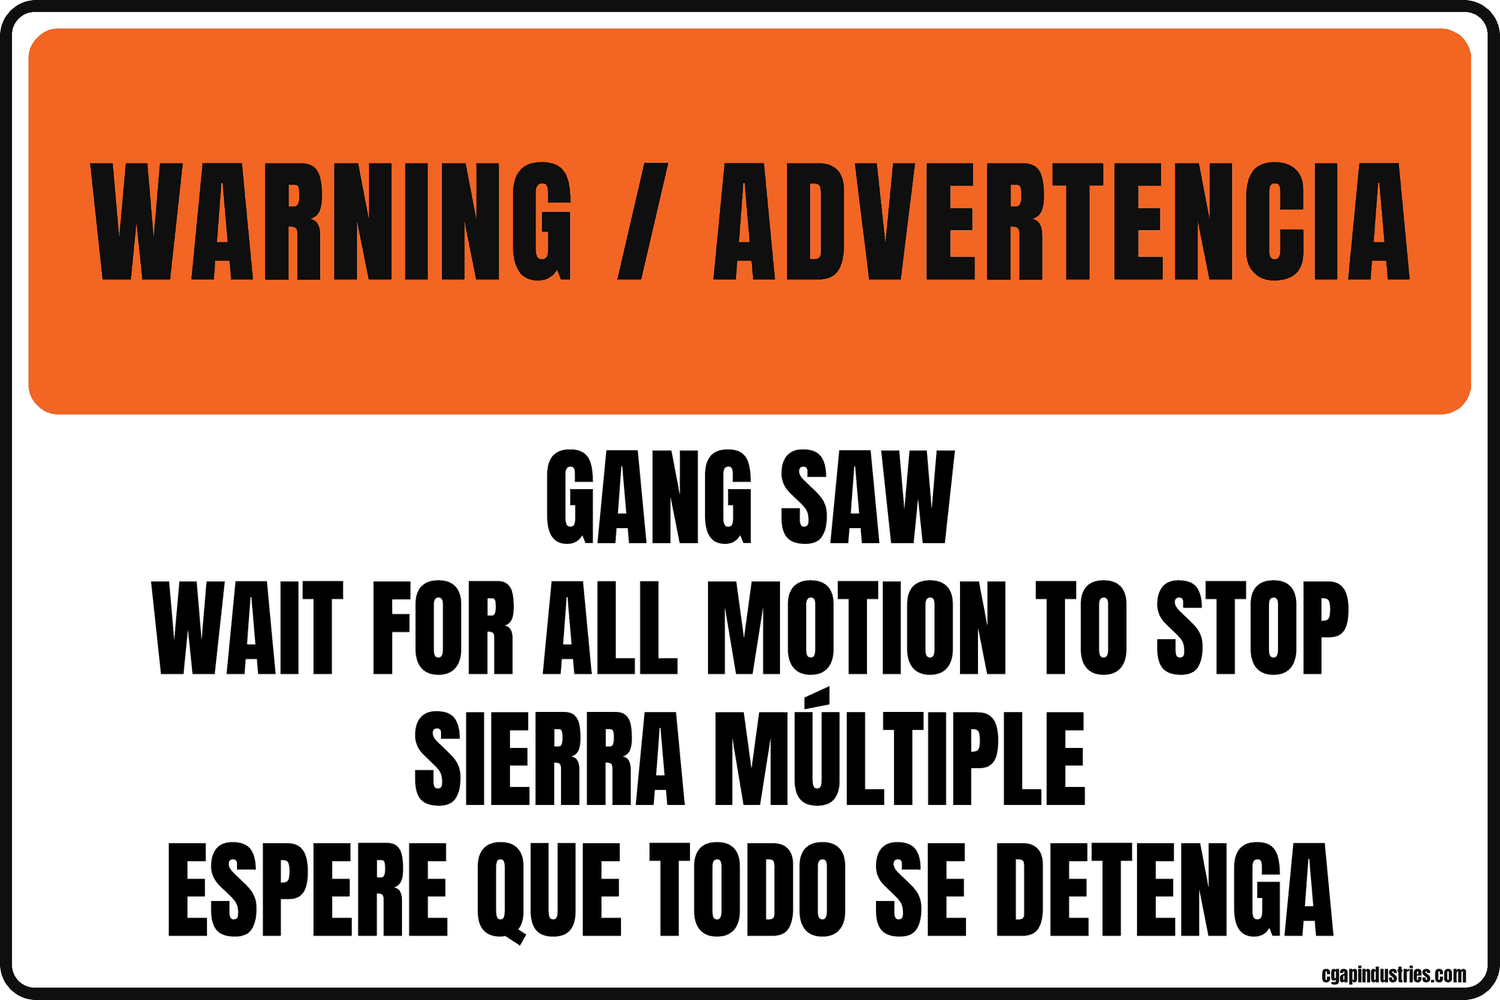 WARNING / ADVERTENCIA
GANG SAW
WAIT FOR ALL MOTION TO STOP
SIERRA MÚLTIPLE
ESPERE QUE TODO SE DETENGA
cgapindustries.com